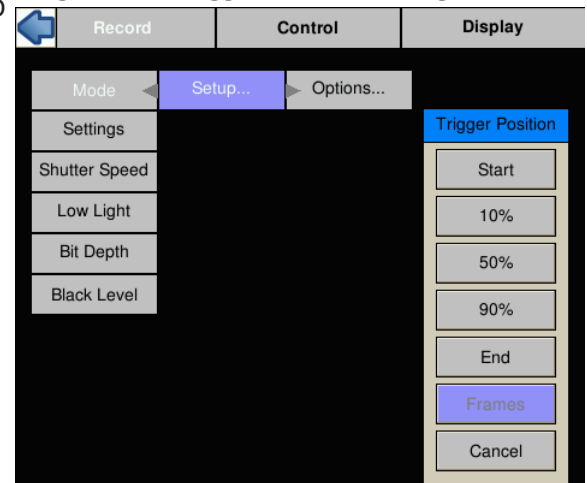 Record Control Display
Mode Setup... Options...
Settings
Shutter Speed
Low Light
Bit Depth
Black Level
Trigger Position
Start
10%
50%
90%
End
Frames
Cancel